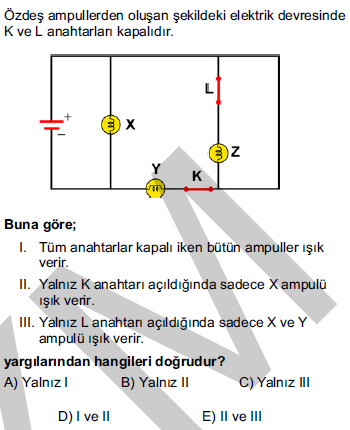 Özdeş ampullerden oluşan şekildeki elektrik devresinde
K ve L anahtarları kapalıdır.
L
+
X
−
Z
Y
K
Buna göre;
I. Tüm anahtarlar kapalı iken bütün ampuller ışık
verir.
II. Yalnız K anahtarı açıldığında sadece X ampulü
ışık verir.
III. Yalnız L anahtarı açıldığında sadece X ve Y
ampulü ışık verir.
yargılarından hangileri doğrudur?
A) Yalnız I B) Yalnız II C) Yalnız III
D) I ve II E) II ve III